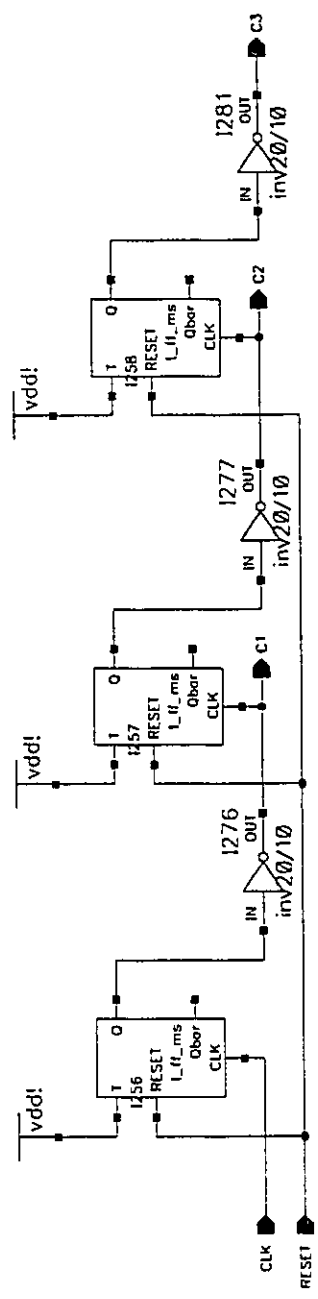 vdd!
T
I256
RESET
t_ff_ms
Q
Qbar
CLK
CLK
RESET
I276
IN
OUT
inv20/10
C1
vdd!
T
I257
RESET
t_ff_ms
Q
Qbar
CLK
I277
IN
OUT
inv20/10
C2
vdd!
T
I258
RESET
t_ff_ms
Q
Qbar
CLK
I281
IN
OUT
inv20/10
C3